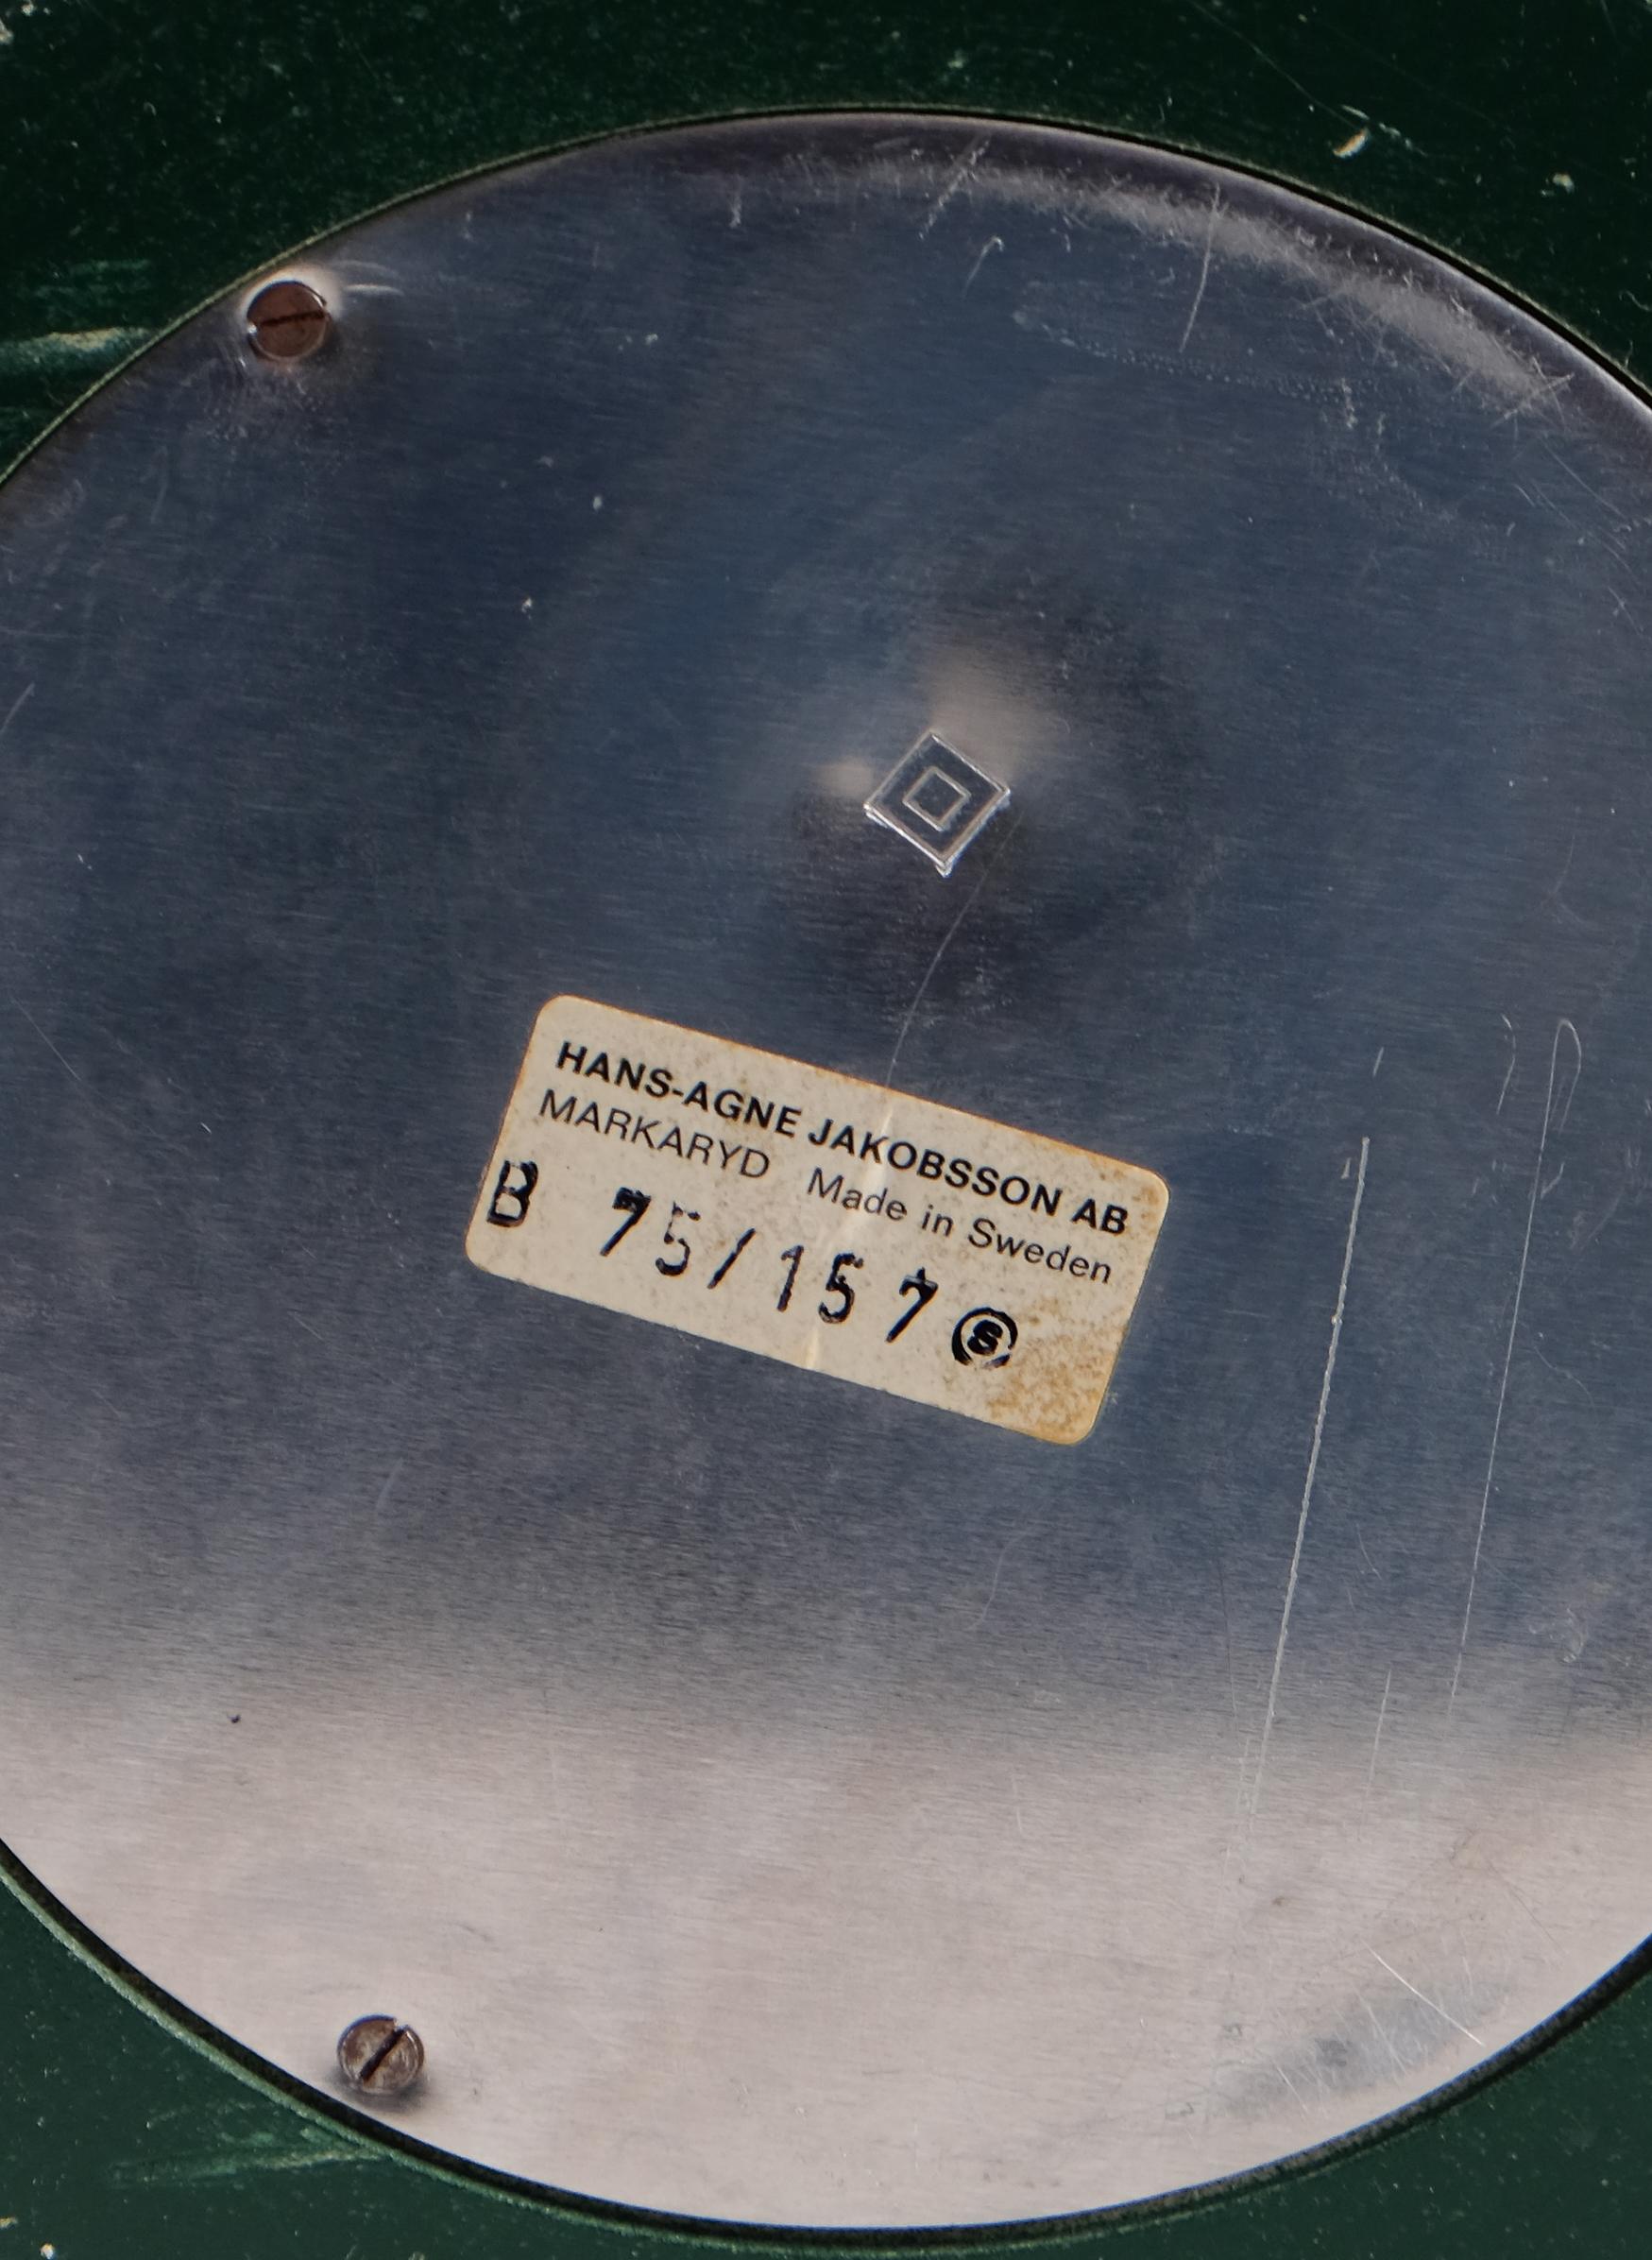 HANS-AGNE JAKOBSSON AB
MARKARYD Made in Sweden
B 75/157 Ⓢ